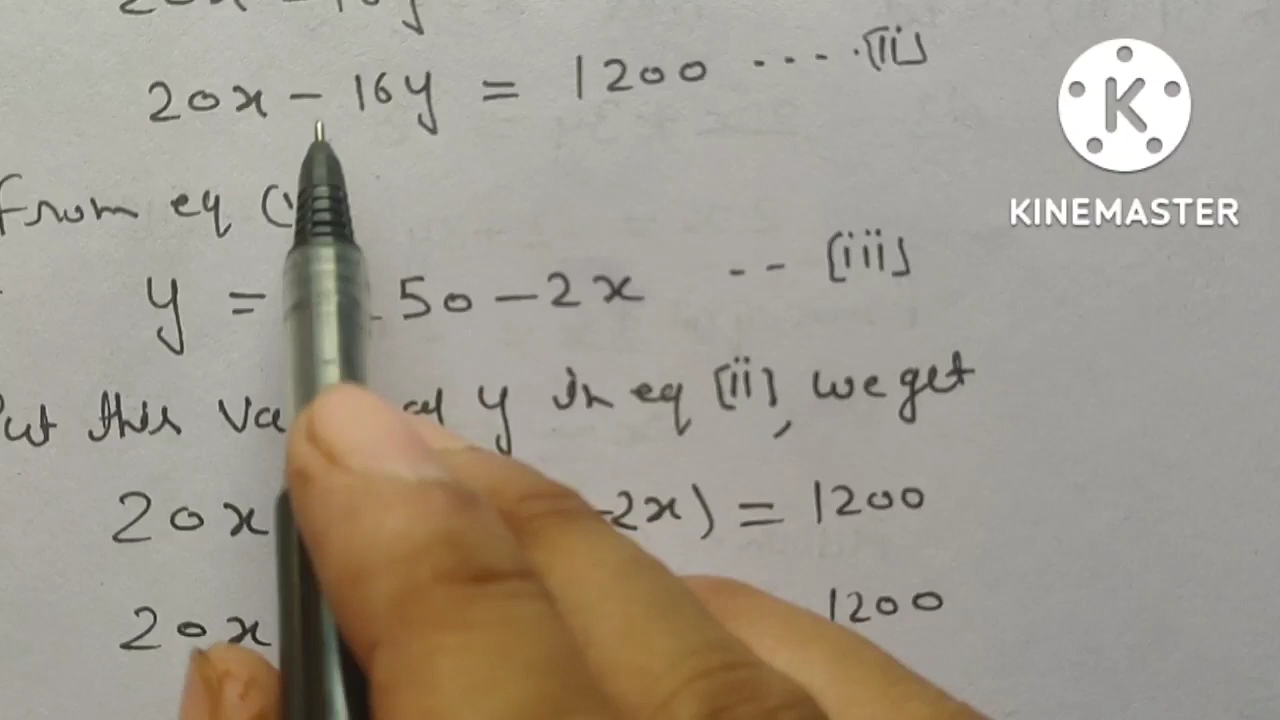 20x - 16y = 1200 ---- [ii]
From eq (
y = 50 - 2x -- [iii]
Put this y in eq [ii], we get
20x -2x) = 1200
20x 1200
K
KINEMASTER